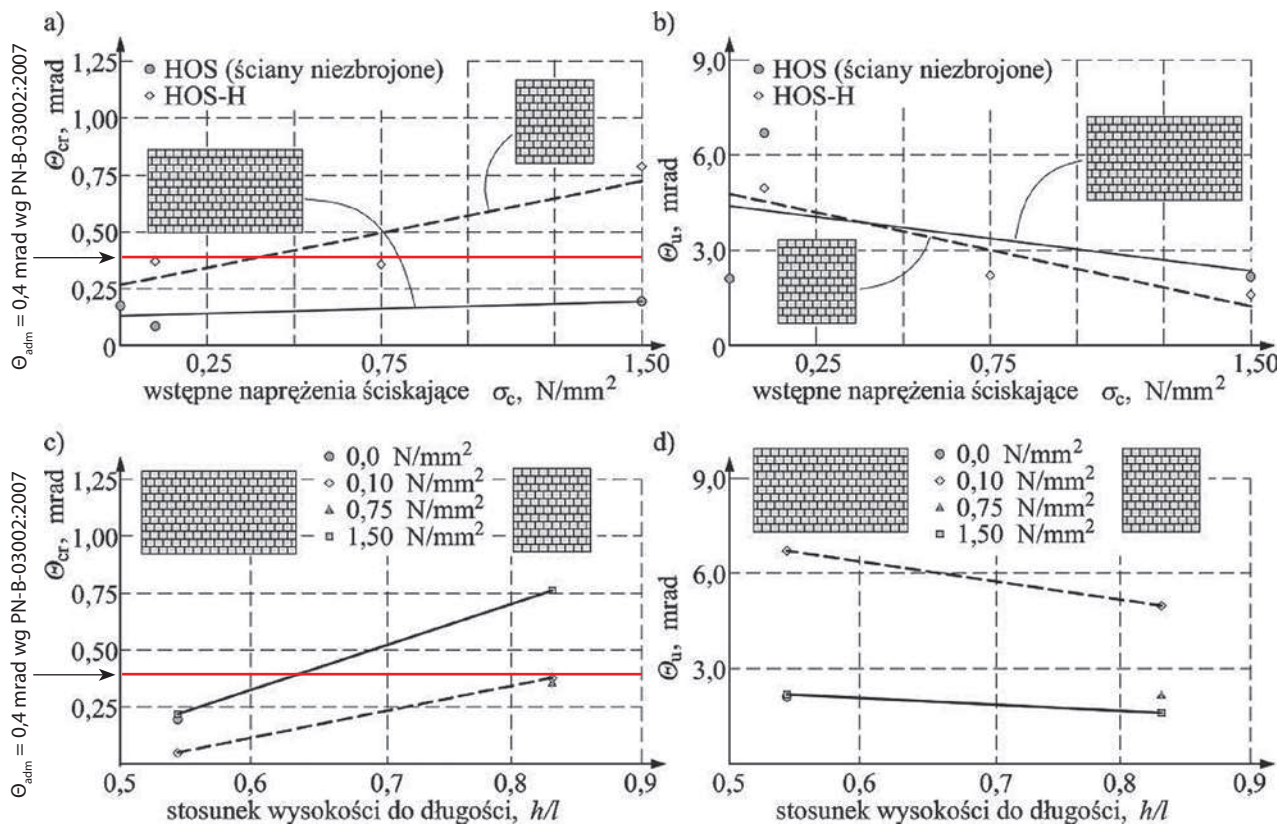 a)
Θcr, mrad
1,25
1,00
0,75
0,50
0,25
0
HOS (ściany niezbrojone)
HOS-H
Θadm = 0,4 mrad wg PN-B-03002:2007
0,25
0,75
1,50
wstępne naprężenia ściskające σc, N/mm²
b)
Θu, mrad
9,0
6,0
3,0
0
HOS (ściany niezbrojone)
HOS-H
0,25
0,75
1,50
wstępne naprężenia ściskające σc, N/mm²
c)
Θcr, mrad
1,25
1,00
0,75
0,50
0,25
0,0 N/mm²
0,10 N/mm²
0,75 N/mm²
1,50 N/mm²
Θadm = 0,4 mrad wg PN-B-03002:2007
0,5
0,6
0,7
0,8
0,9
stosunek wysokości do długości, h/l
d)
Θu, mrad
9,0
6,0
3,0
0,0 N/mm²
0,10 N/mm²
0,75 N/mm²
1,50 N/mm²
0,5
0,6
0,7
0,8
0,9
stosunek wysokości do długości, h/l